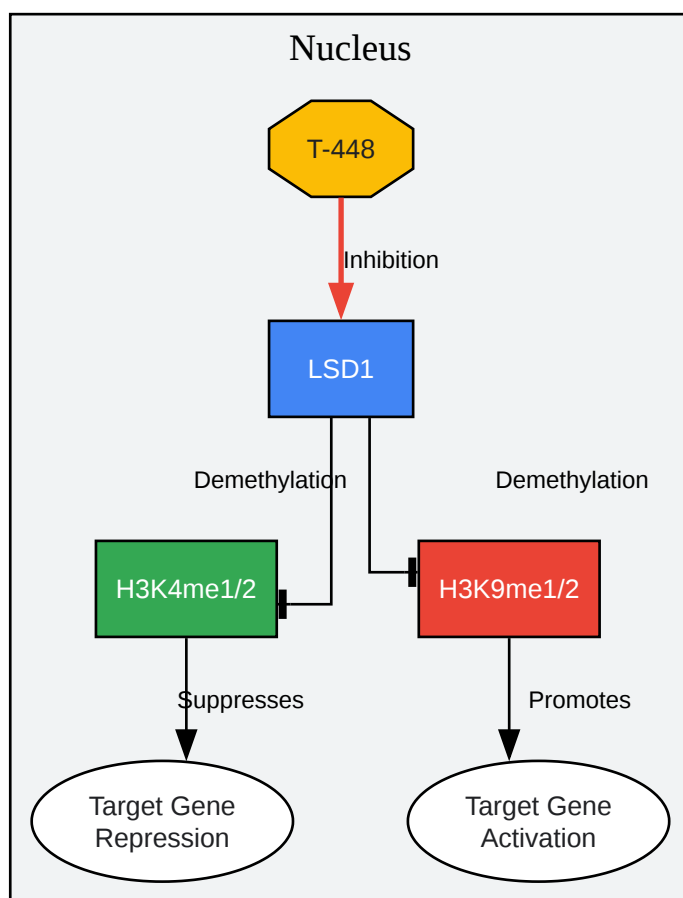 Nucleus
T-448
Inhibition
LSD1
Demethylation
Demethylation
H3K4me1/2
H3K9me1/2
Suppresses
Promotes
Target Gene
Repression
Target Gene
Activation